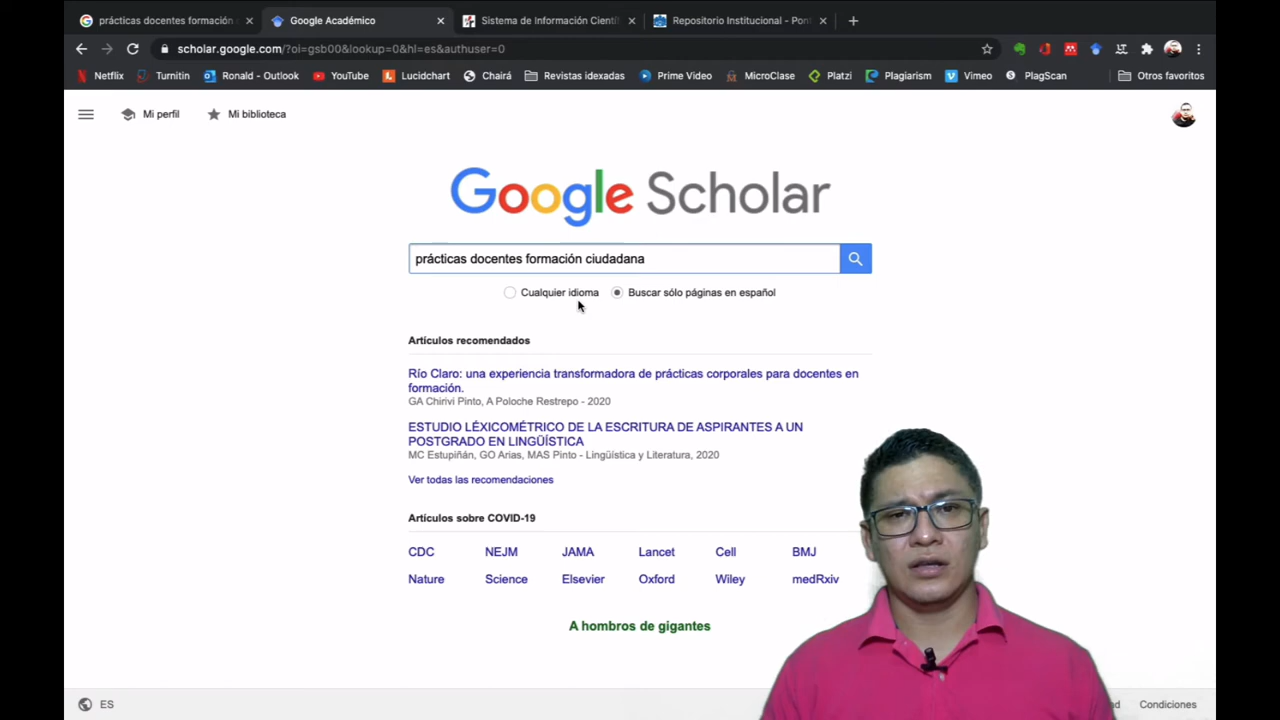 prácticas docentes formación
Google Académico
Sistema de Información Científ
Repositorio Institucional - Pont
scholar.google.com/?oi=gsb00&lookup=0&hl=es&authuser=0
Netflix
Turnitin
Ronald - Outlook
YouTube
Lucidchart
Chairá
Revistas idexadas
Prime Video
MicroClase
Platzi
Plagiarism
Vimeo
PlagScan
Otros favoritos
Mi perfil
Mi biblioteca
Google Scholar
prácticas docentes formación ciudadana
Cualquier idioma
Buscar sólo páginas en español
Artículos recomendados
Río Claro: una experiencia transformadora de prácticas corporales para docentes en
formación.
GA Chirivi Pinto, A Poloche Restrepo - 2020
ESTUDIO LÉXICOMÉTRICO DE LA ESCRITURA DE ASPIRANTES A UN
POSTGRADO EN LINGÜÍSTICA
MC Estupiñán, GO Arias, MAS Pinto - Lingüística y Literatura, 2020
Ver todas las recomendaciones
Artículos sobre COVID-19
CDC NEJM JAMA Lancet Cell BMJ
Nature Science Elsevier Oxford Wiley medRxiv
A hombros de gigantes
ES
Condiciones